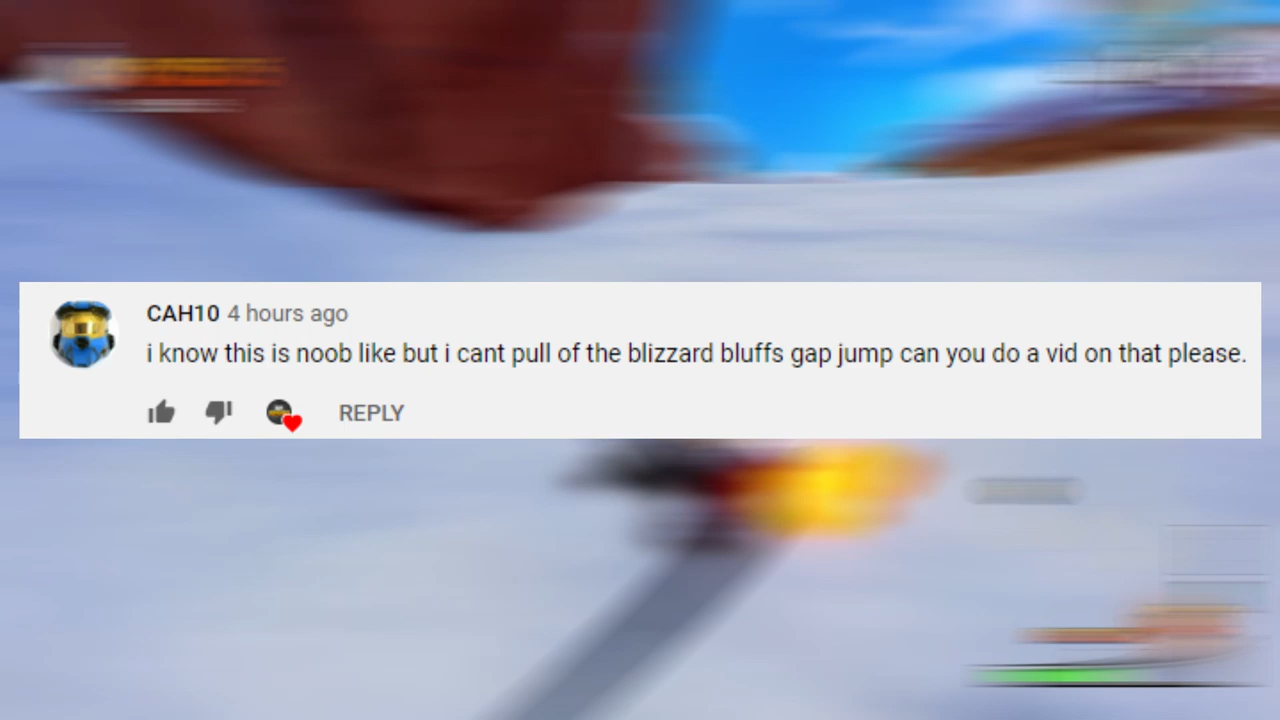 CAH10 4 hours ago
i know this is noob like but i cant pull of the blizzard bluffs gap jump can you do a vid on that please.
REPLY